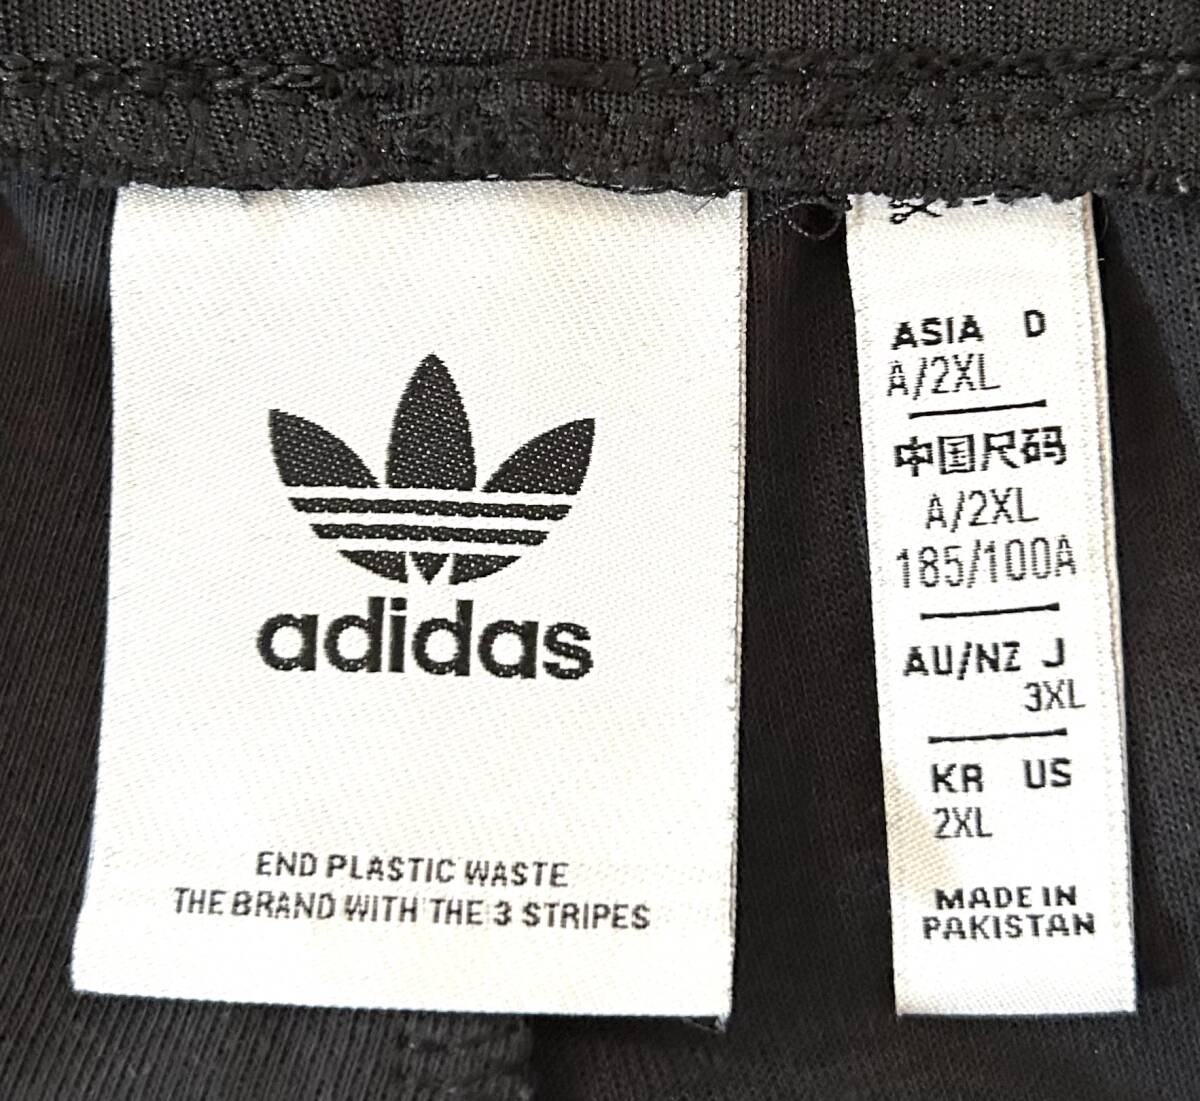 adidas
END PLASTIC WASTE
THE BRAND WITH THE 3 STRIPES
ASIA D
A/2XL
中国尺码
A/2XL
185/100A
AU/NZ J
3XL
KR US
2XL
MADE IN
PAKISTAN